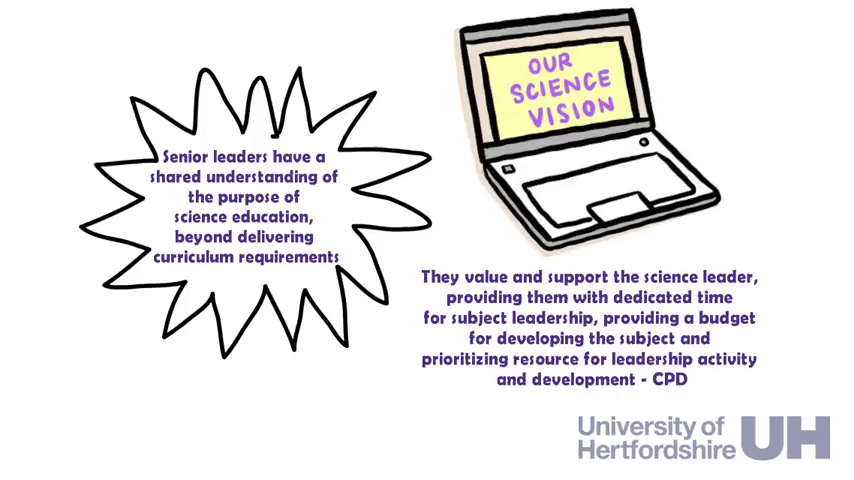 Senior leaders have a
shared understanding of
the purpose of
science education,
beyond delivering
curriculum requirements
OUR
SCIENCE
VISION
They value and support the science leader,
providing them with dedicated time
for subject leadership, providing a budget
for developing the subject and
prioritizing resource for leadership activity
and development - CPD
University of
Hertfordshire UH